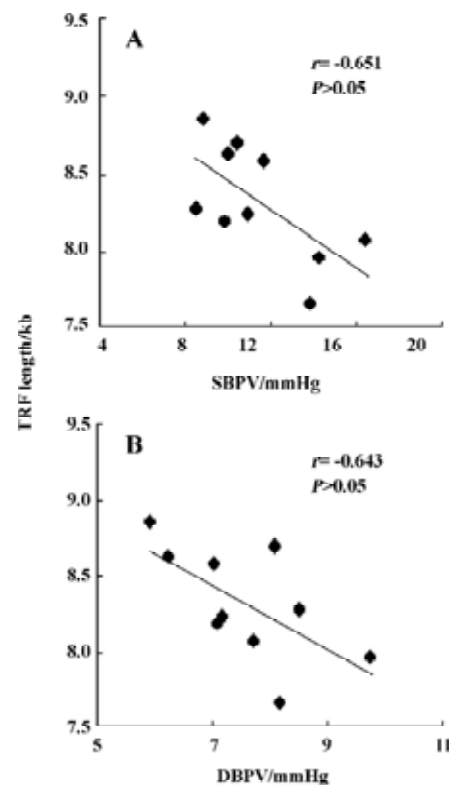 9.5
A
r= -0.651
P>0.05
9.0
8.5
8.0
7.5
4 8 12 16 20
SBPV/mmHg
TRF length/kb
9.5
B
r= -0.643
P>0.05
9.0
8.5
8.0
7.5
5 7 9 11
DBPV/mmHg